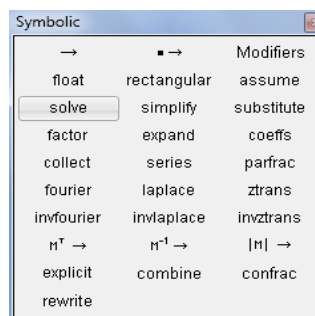 Symbolic
→ ▪ → Modifiers
float rectangular assume
solve simplify substitute
factor expand coeffs
collect series parfrac
fourier laplace ztrans
invfourier invlaplace invztrans
Mᵀ → M⁻¹ → |M| →
explicit combine confrac
rewrite